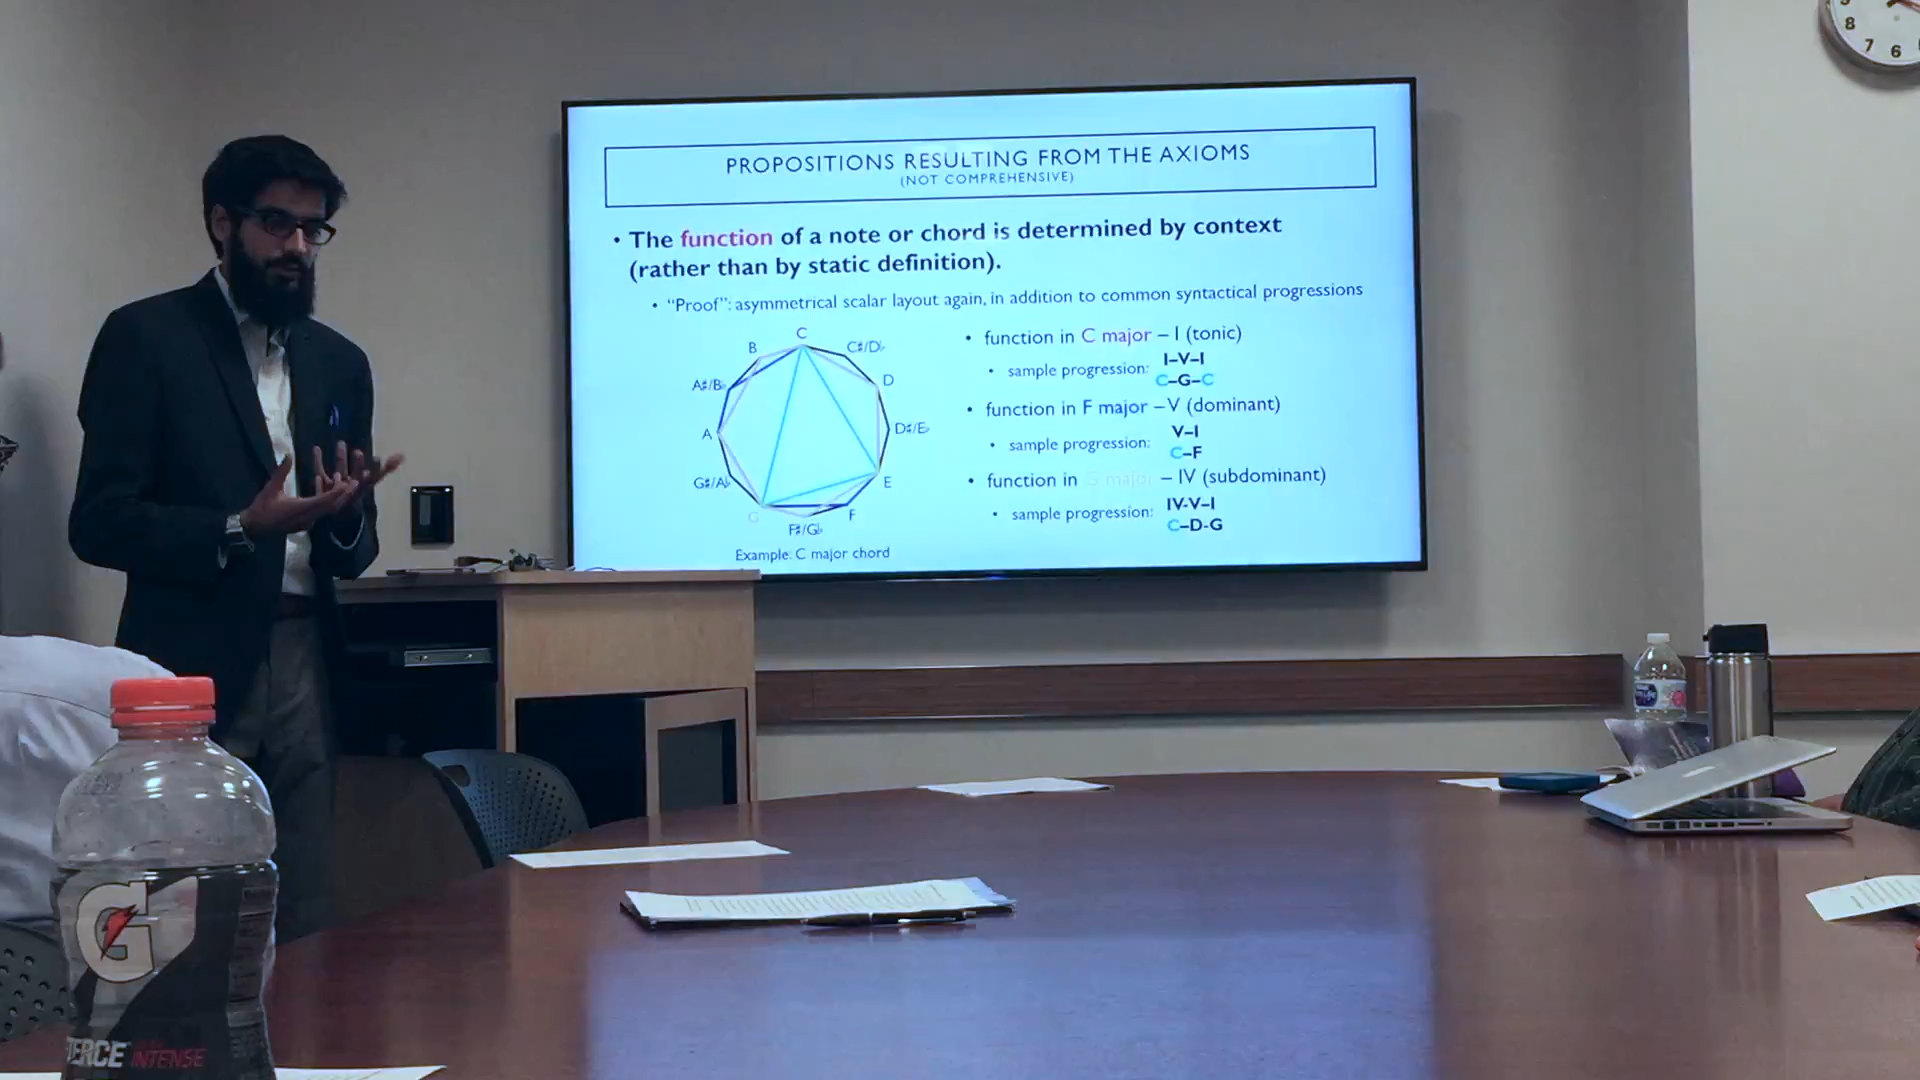 8
7 6
PROPOSITIONS RESULTING FROM THE AXIOMS
(NOT COMPREHENSIVE)
• The function of a note or chord is determined by context
(rather than by static definition).
• “Proof”: asymmetrical scalar layout again, in addition to common syntactical progressions
C
B
C♯/D♭
A♯/B♭
D
A
D♯/E♭
G♯/A♭
E
G
F
F♯/G♭
Example: C major chord
• function in C major – I (tonic)
• sample progression: I–V–I
C–G–C
• function in F major – V (dominant)
• sample progression: V–I
C–F
• function in G major – IV (subdominant)
• sample progression: IV-V–I
C–D-G
G
FIERCE
INTENSE